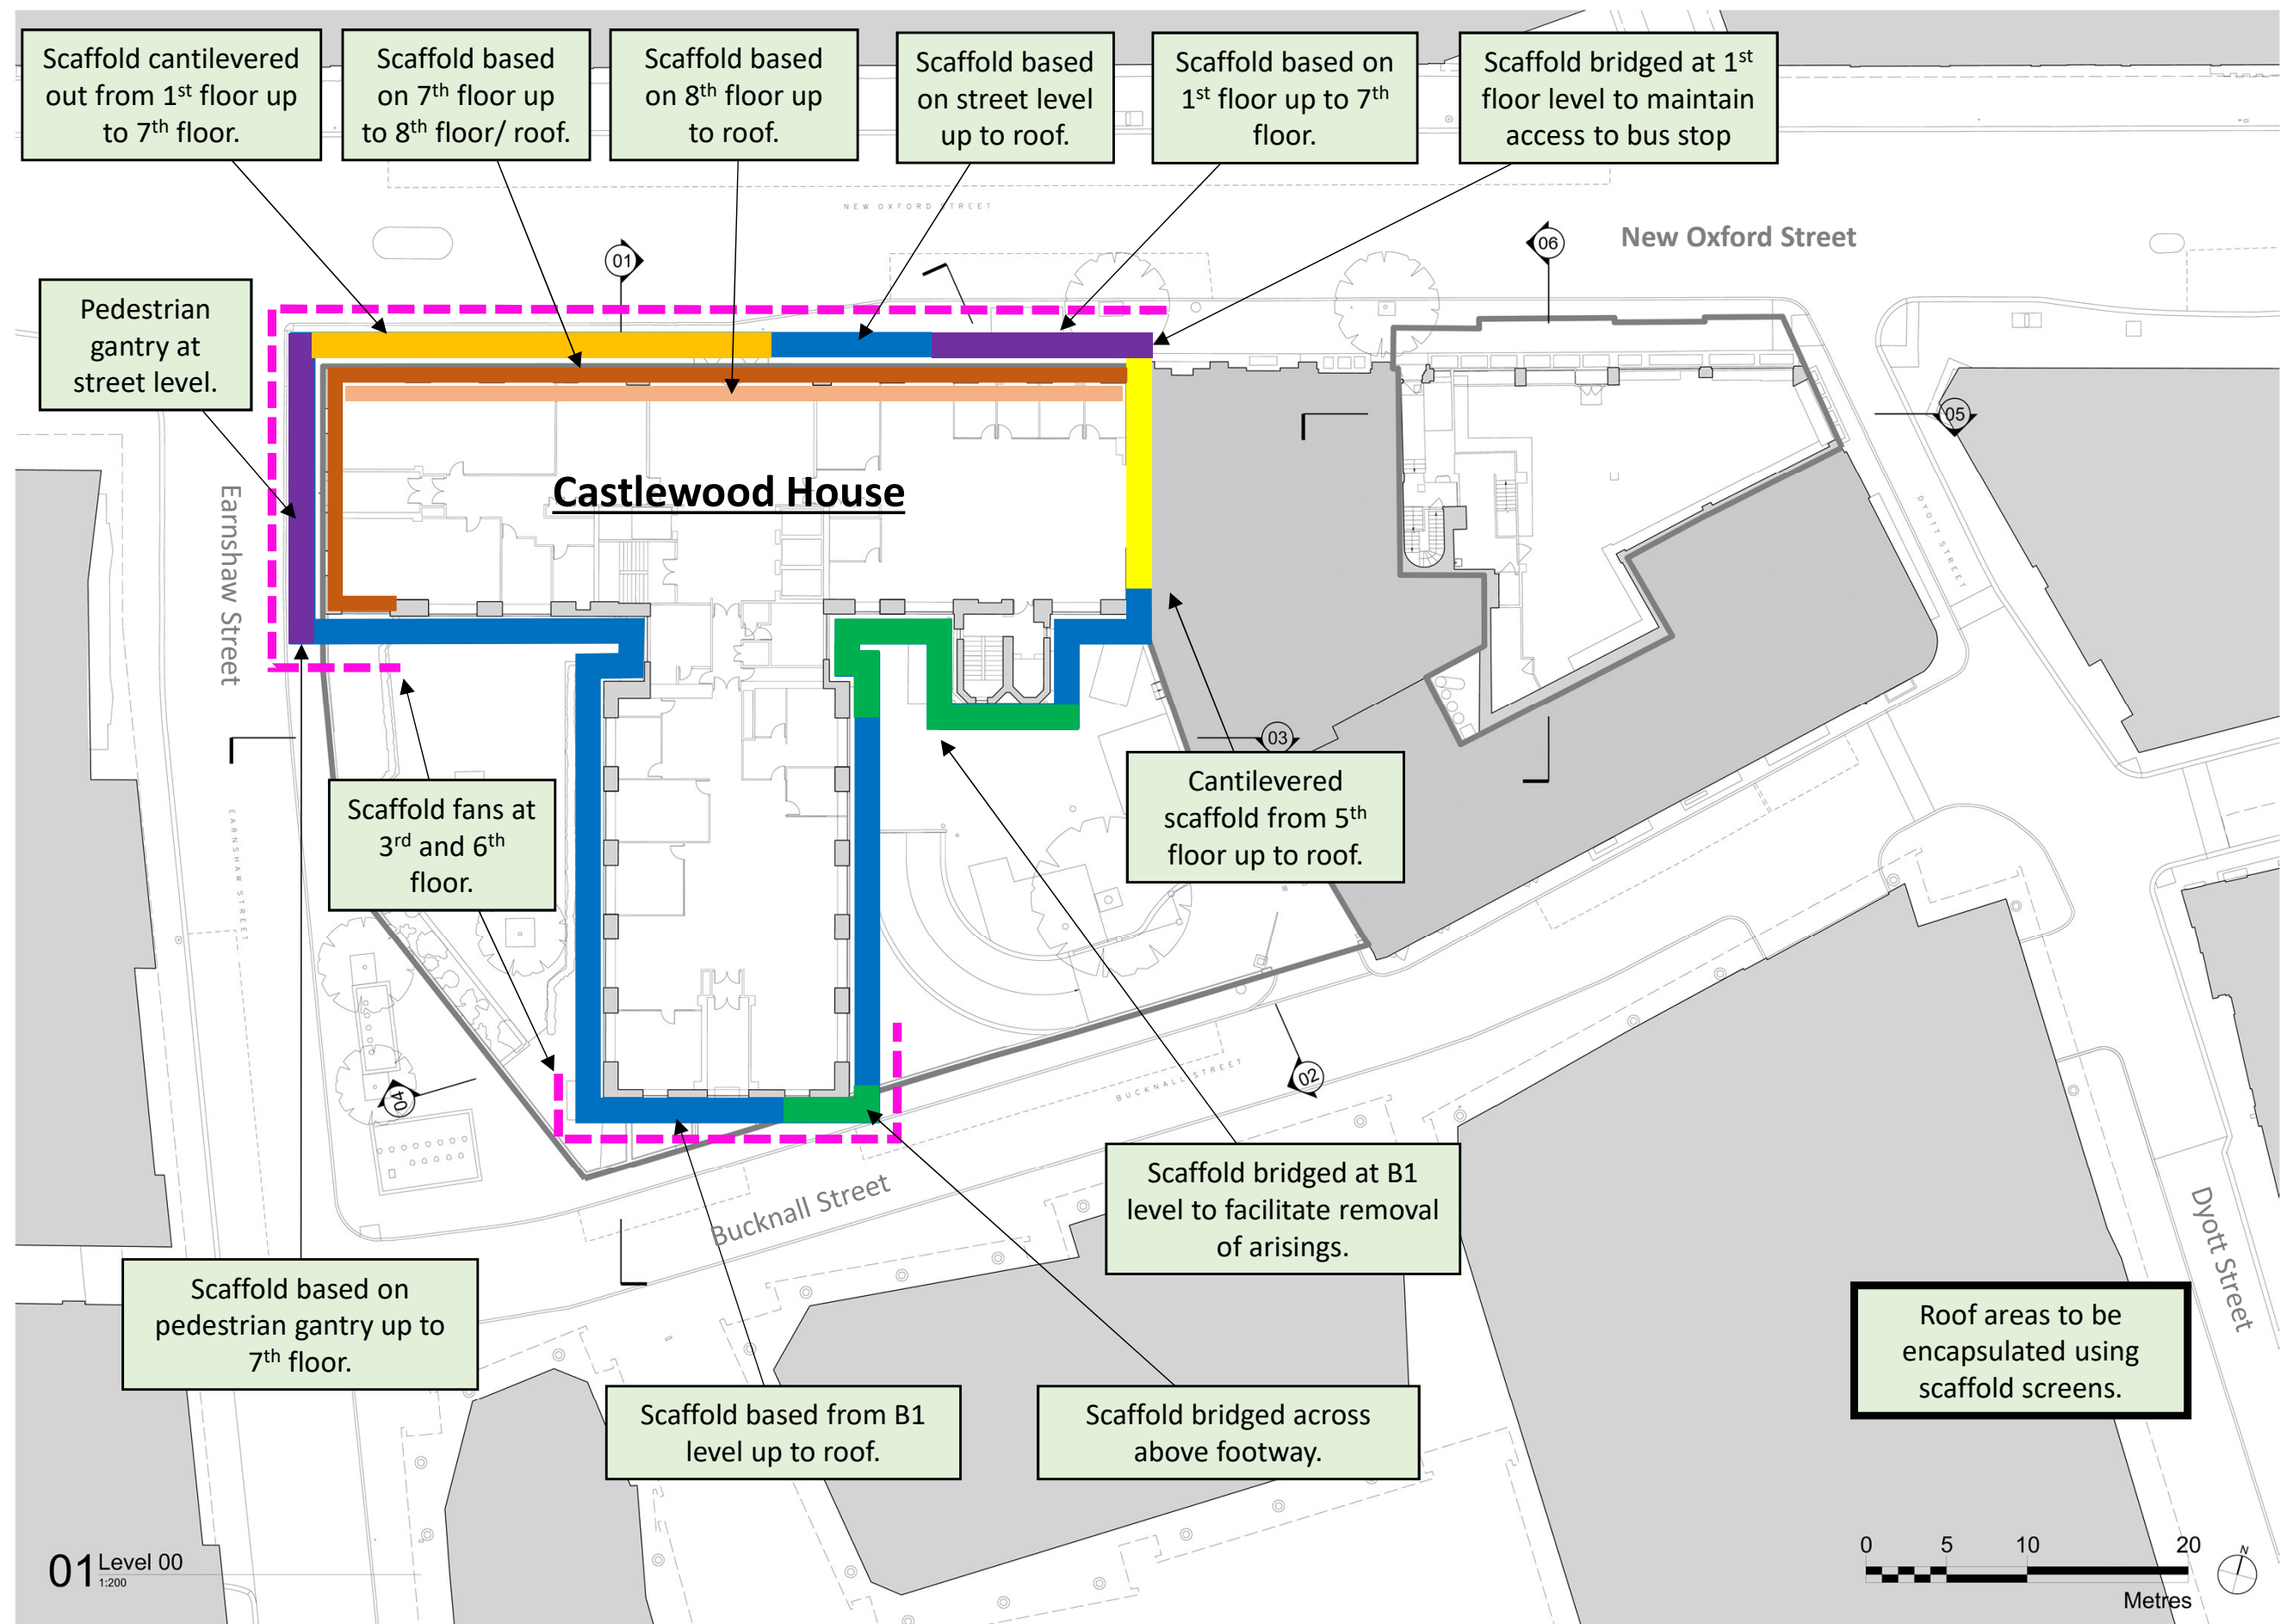 Scaffold cantilevered
out from 1st floor up
to 7th floor.
Scaffold based
on 7th floor up
to 8th floor/ roof.
Scaffold based
on 8th floor up
to roof.
Scaffold based
on street level
up to roof.
Scaffold based on
1st floor up to 7th
floor.
Scaffold bridged at 1st
floor level to maintain
access to bus stop
NEW OXFORD STREET
New Oxford Street
01
06
Pedestrian
gantry at
street level.
05
Castlewood House
Earnshaw Street
DYOTT STREET
03
Scaffold fans at
3rd and 6th
floor.
Cantilevered
scaffold from 5th
floor up to roof.
EARNSHAW STREET
04
02
BUCKNALL STREET
Bucknall Street
Scaffold bridged at B1
level to facilitate removal
of arisings.
Dyott Street
Scaffold based on
pedestrian gantry up to
7th floor.
Roof areas to be
encapsulated using
scaffold screens.
Scaffold based from B1
level up to roof.
Scaffold bridged across
above footway.
01 Level 00
1:200
0 5 10 20
Metres
N